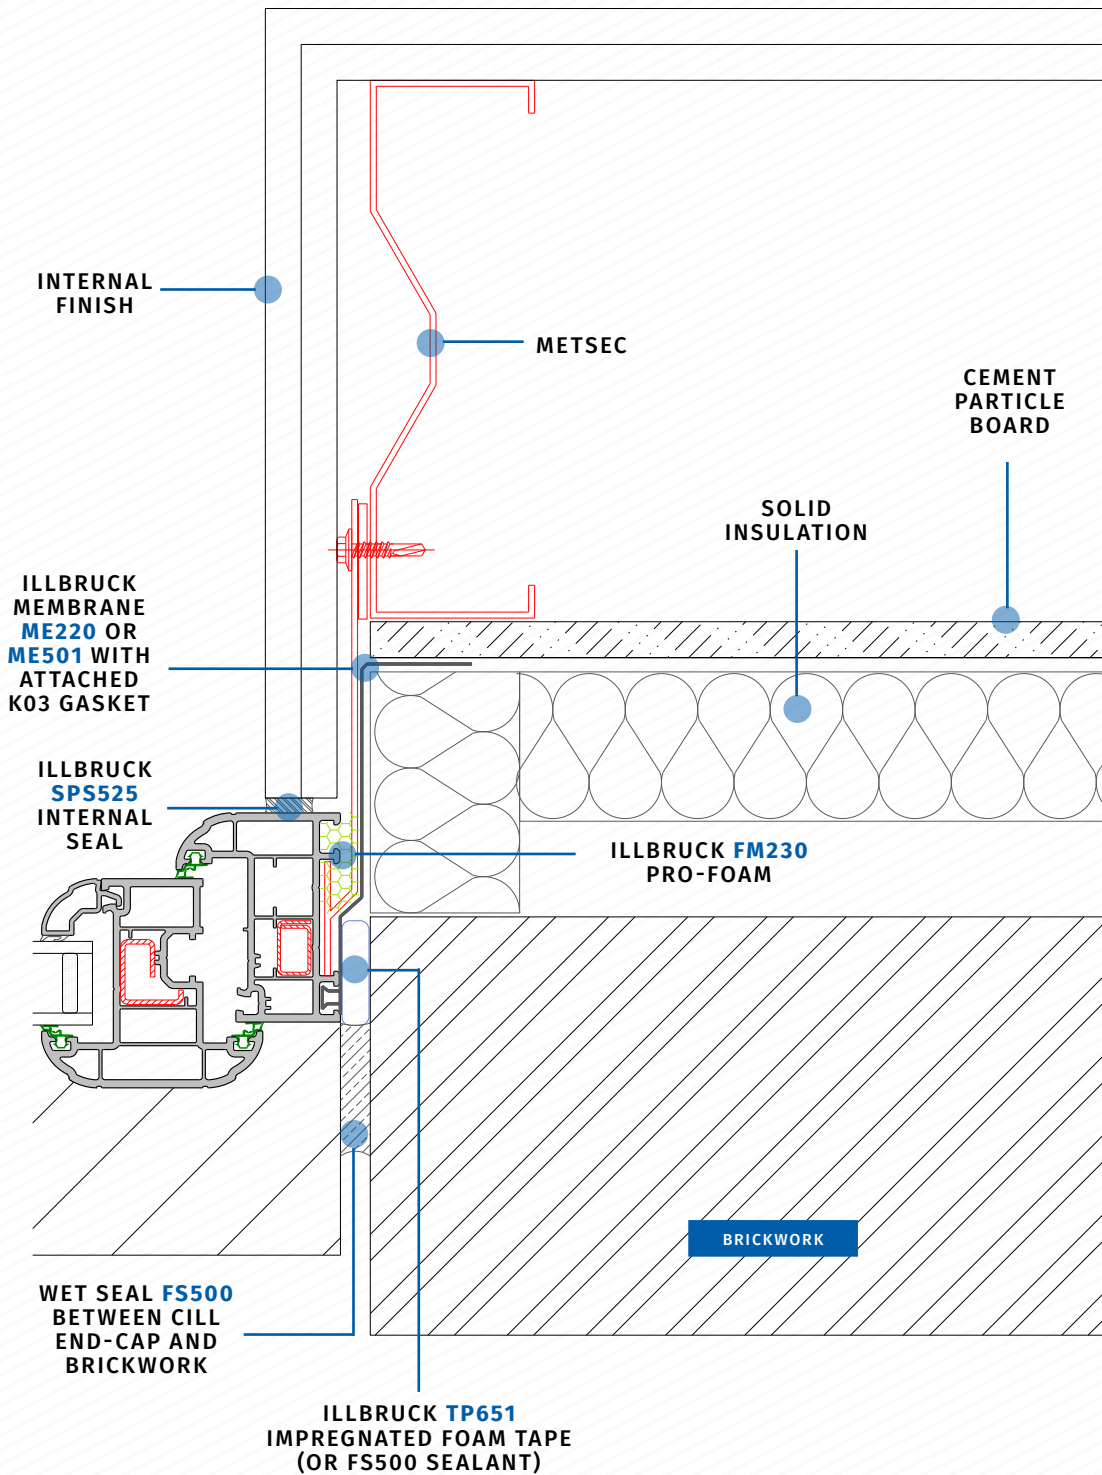 INTERNAL
FINISH
METSEC
CEMENT
PARTICLE
BOARD
SOLID
INSULATION
ILLBRUCK
MEMBRANE
ME220 OR
ME501 WITH
ATTACHED
K03 GASKET
ILLBRUCK
SPS525
INTERNAL
SEAL
ILLBRUCK FM230
PRO-FOAM
BRICKWORK
WET SEAL FS500
BETWEEN CILL
END-CAP AND
BRICKWORK
ILLBRUCK TP651
IMPREGNATED FOAM TAPE
(OR FS500 SEALANT)